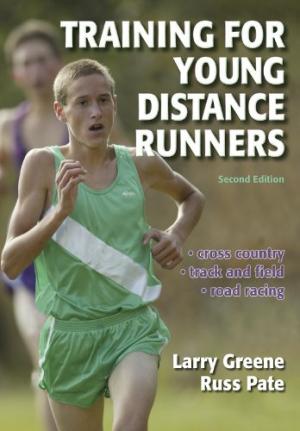 TRAINING FOR
YOUNG
DISTANCE
RUNNERS
Second Edition
• cross country
• track and field
• road racing
Larry Greene
Russ Pate